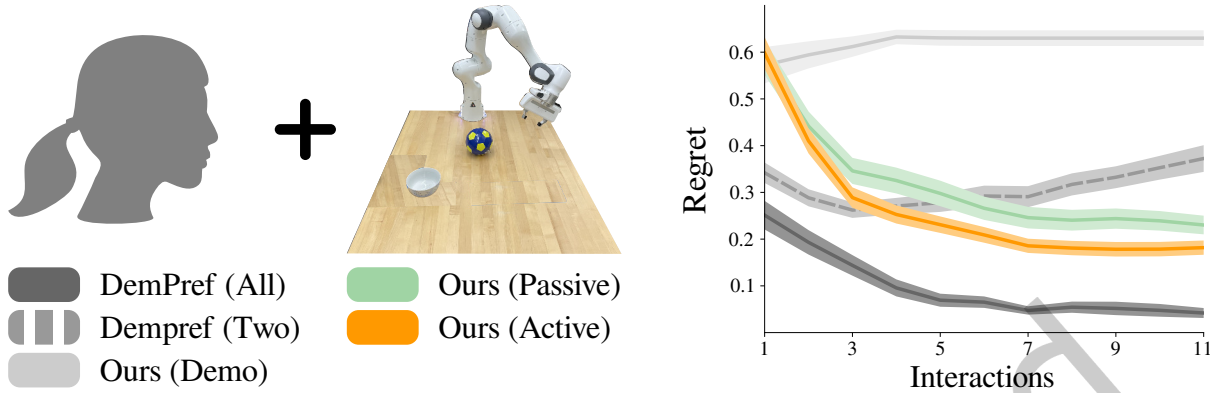 DemPref (All)
Dempref (Two)
Ours (Demo)
Ours (Passive)
Ours (Active)
Regret
0.6
0.5
0.4
0.3
0.2
0.1
1
3
5
7
9
11
Interactions